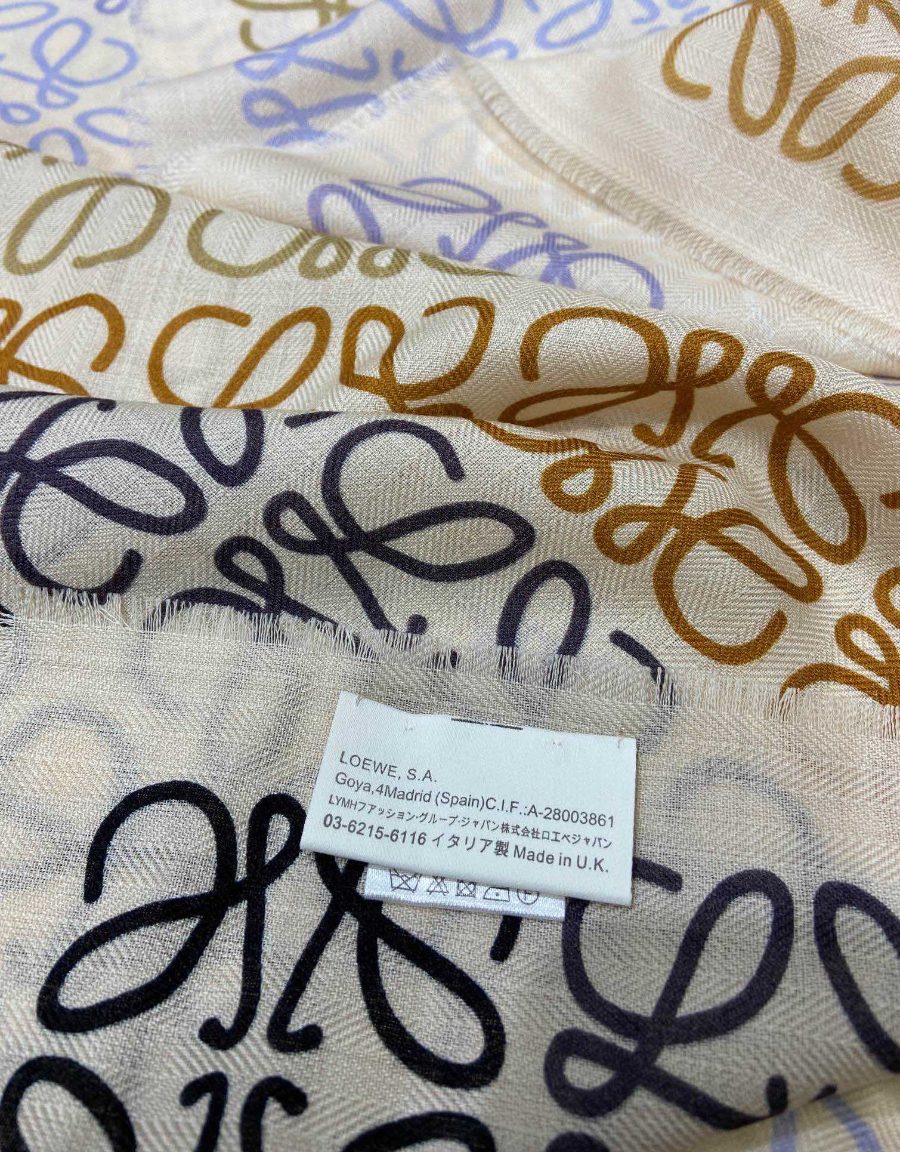 LOEWE, S.A.
Goya,4Madrid (Spain)C.I.F.:A-28003861
LYMHファッション·グループ·ジャパン株式会社ロエベジャパン
03-6215-6116 イタリア製 Made in U.K.